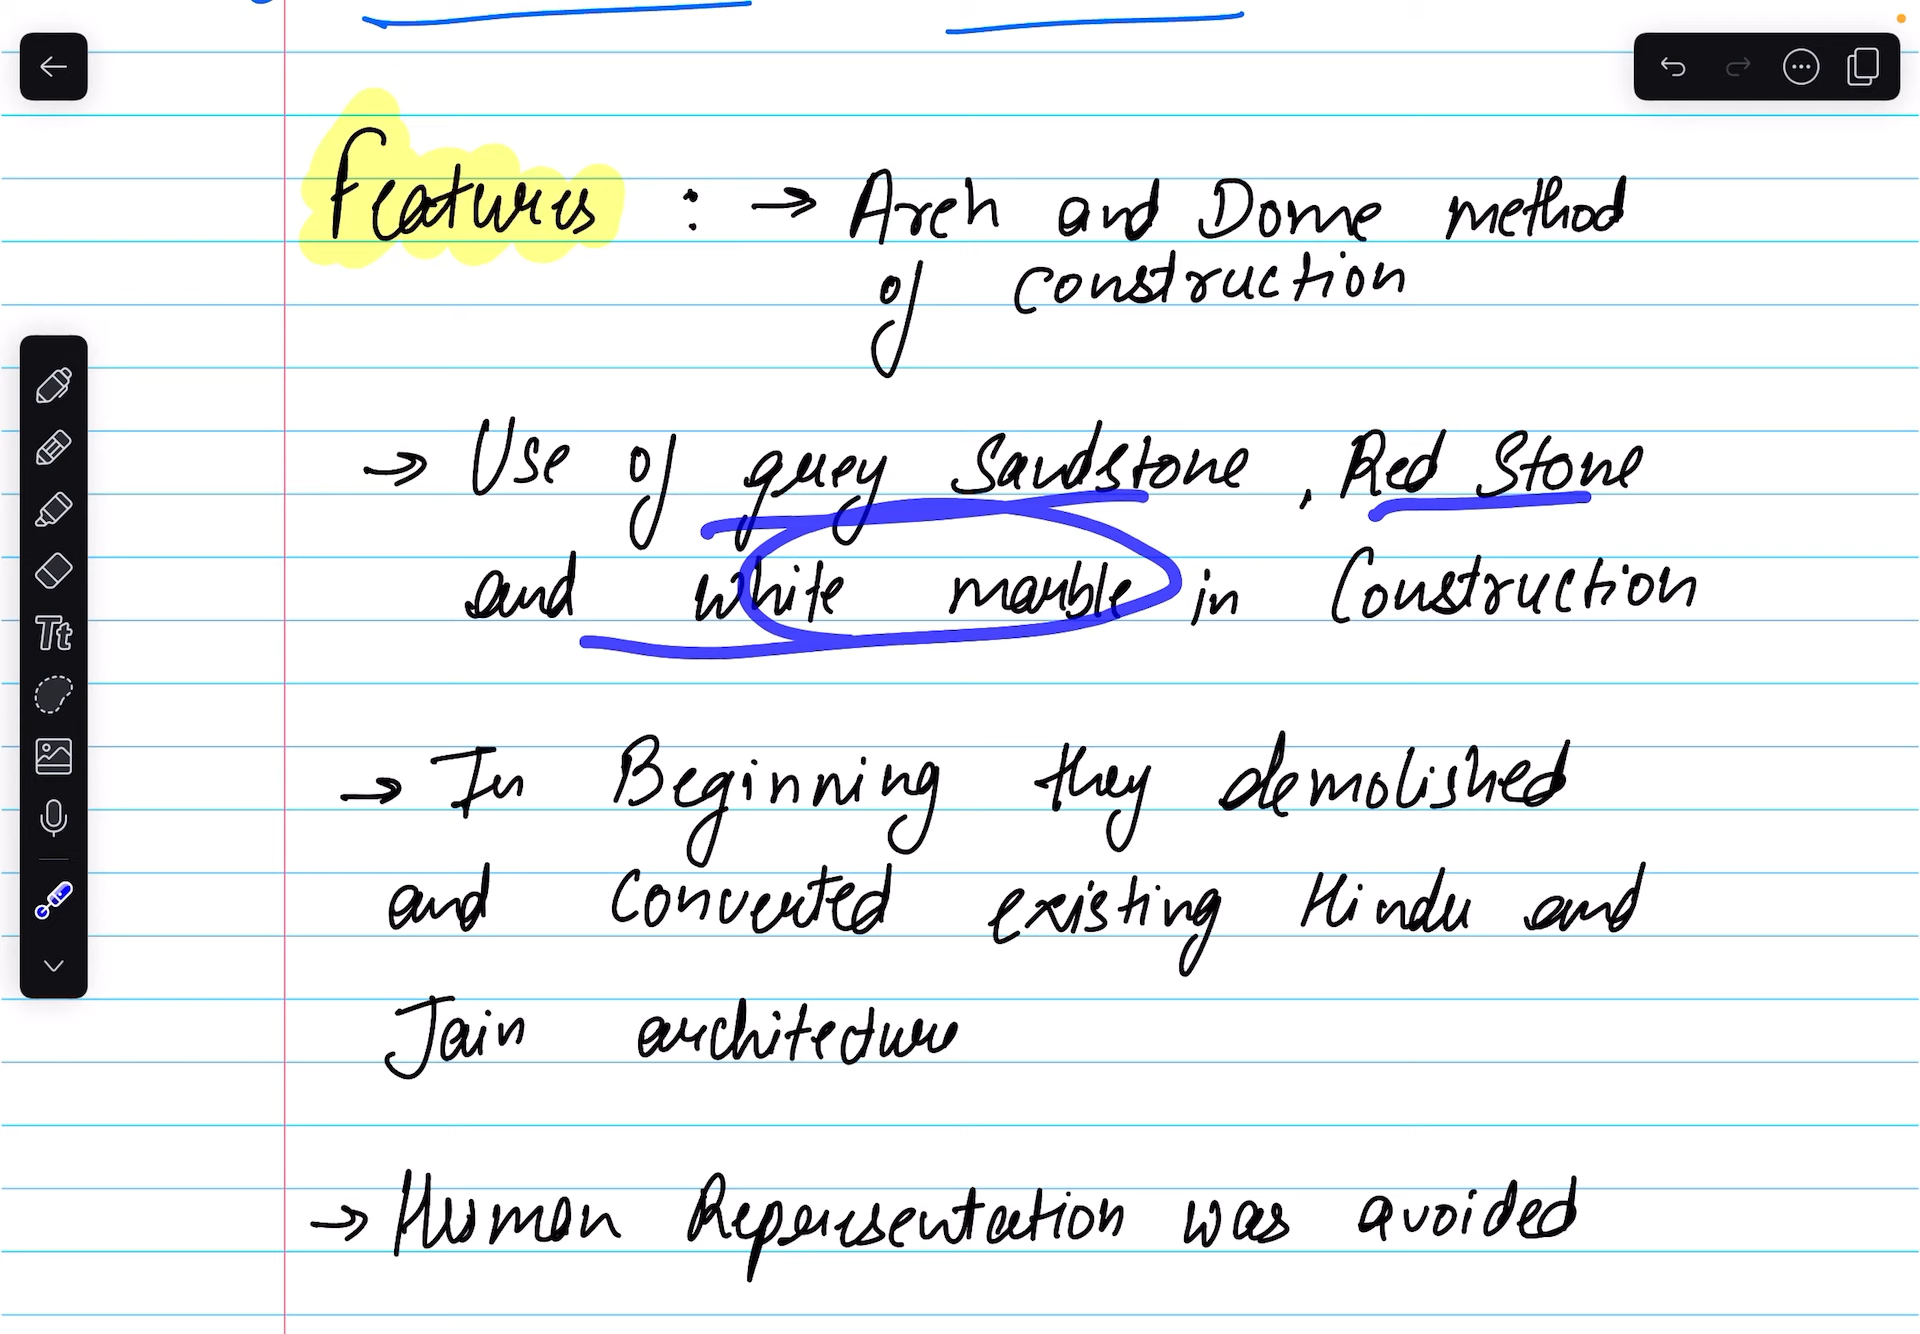 Features : → Arch and Dome method
of construction
→ Use of grey Sandstone , Red Stone
and white marble in Construction
→ In Beginning they demolished
and converted existing Hindu and
Jain architecture
→ Human Representation was avoided
Tt